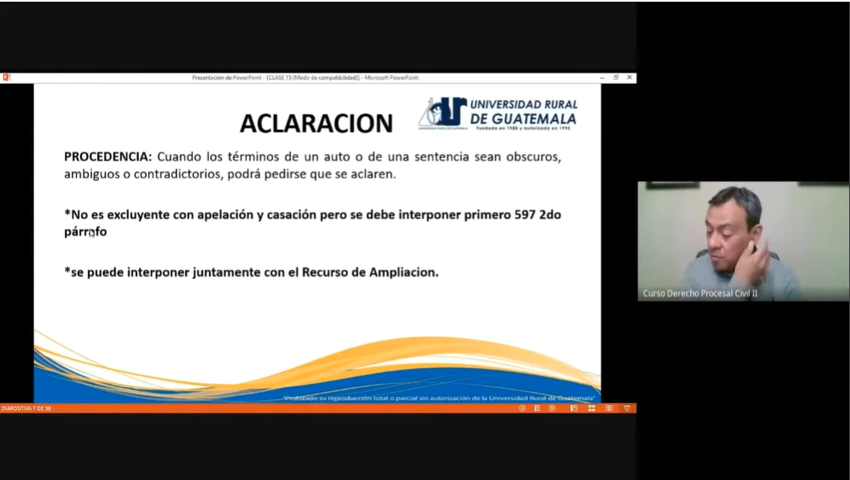 Presentación de PowerPoint - [CLASE 15 [Modo de compatibilidad]] - Microsoft PowerPoint
ACLARACION
UNIVERSIDAD RURAL
DE GUATEMALA
Fundada en 1988 y autorizada en 1995
PROCEDENCIA: Cuando los términos de un auto o de una sentencia sean obscuros,
ambiguos o contradictorios, podrá pedirse que se aclaren.
*No es excluyente con apelación y casación pero se debe interponer primero 597 2do
párrafo
*se puede interponer juntamente con el Recurso de Ampliacion.
"Prohibido su reproducción total o parcial sin autorización de la Universidad Rural de Guatemala"
DIAPOSITIVA 7 DE 38
Curso Derecho Procesal Civil II